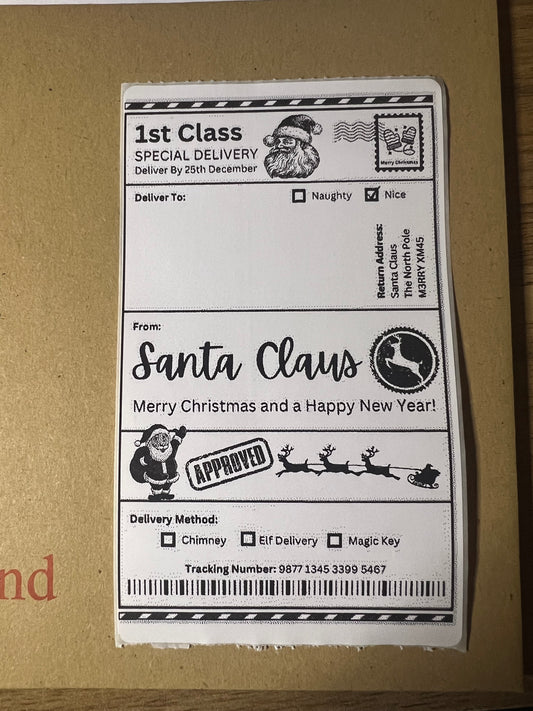 1st Class
SPECIAL DELIVERY
Deliver By 25th December
Merry Christmas
Deliver To:
Naughty
Nice
Return Address:
Santa Claus
The North Pole
M3RRY XM45
From:
Santa Claus
Merry Christmas and a Happy New Year!
APPROVED
Delivery Method:
Chimney
Elf Delivery
Magic Key
nd
Tracking Number: 9877 1345 3399 5467